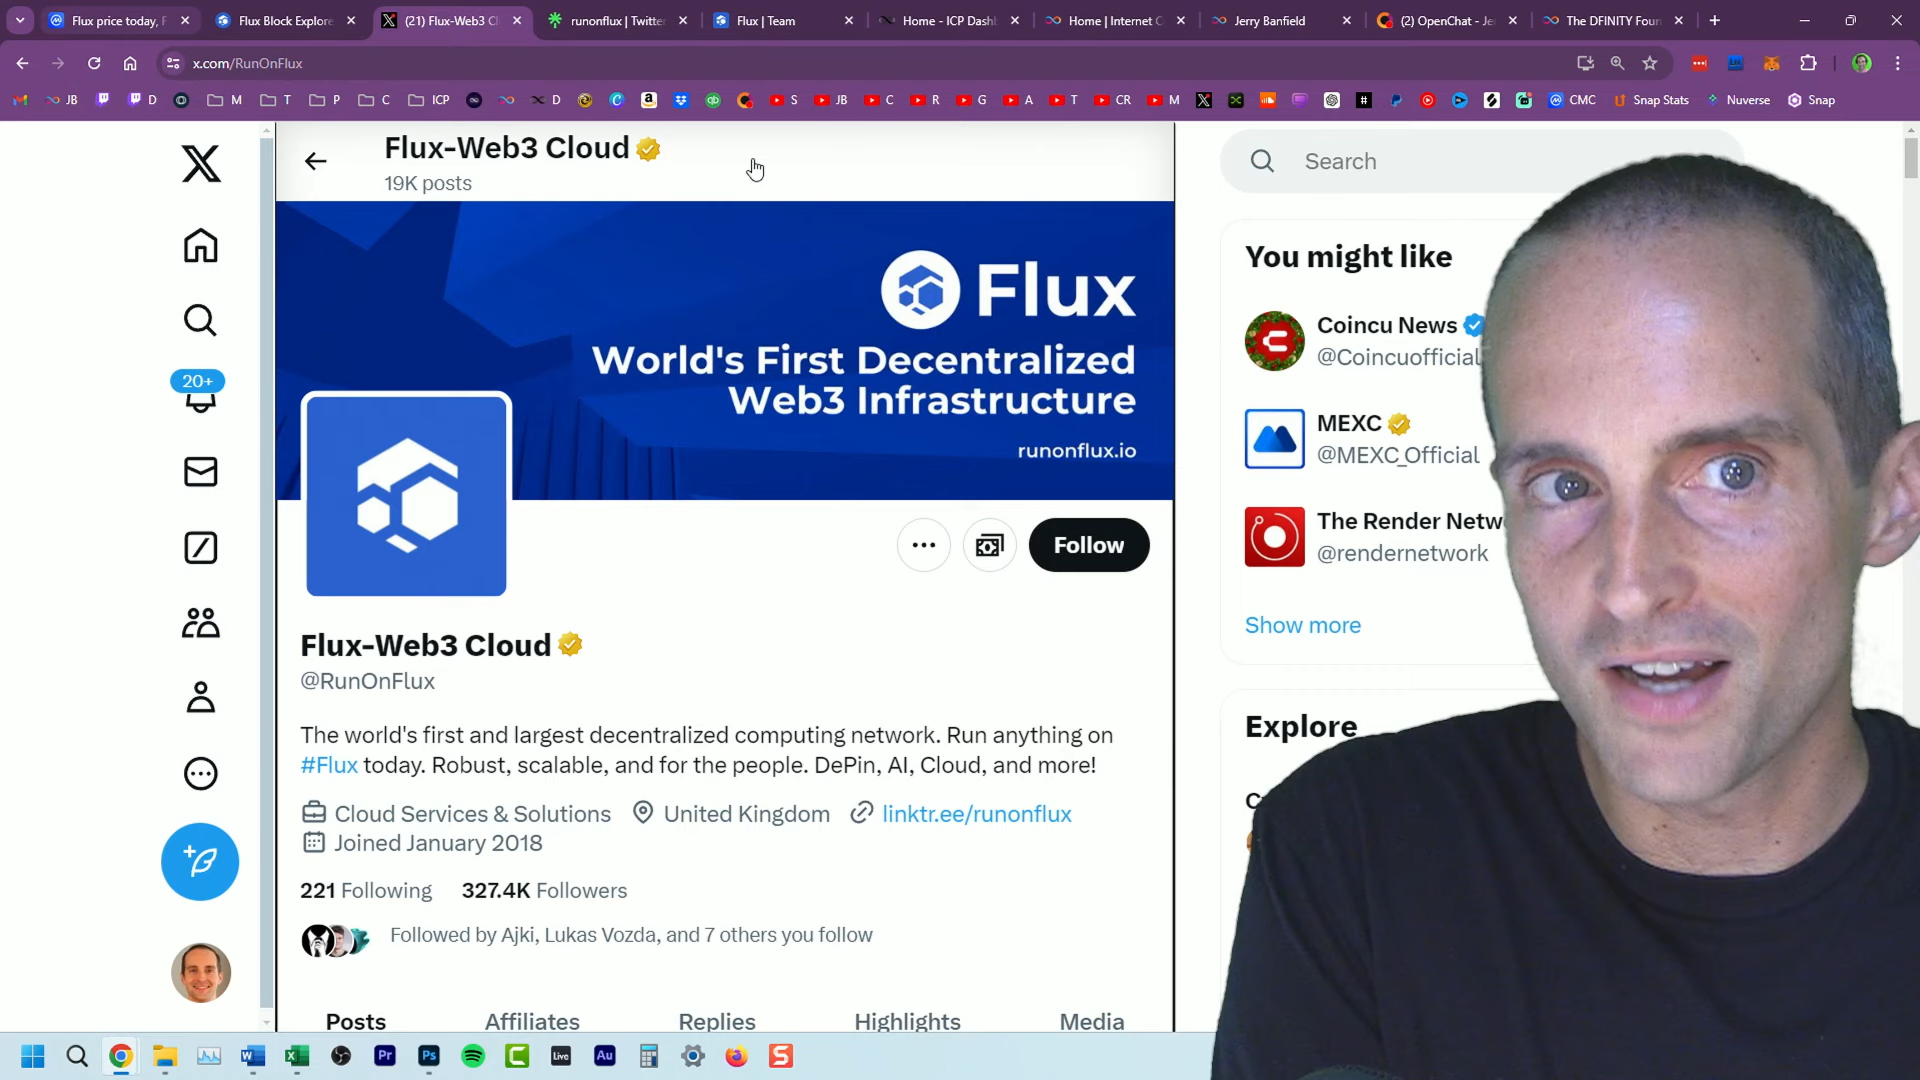 Flux price today, F
Flux Block Explore
(21) Flux-Web3 Cl
runonflux | Twitte
Flux | Team
Home - ICP Dash
Home | Internet C
Jerry Banfield
(2) OpenChat - Je
The DFINITY Foun
x.com/RunOnFlux
JB
D
M
T
P
C
ICP
D
S
JB
C
R
G
A
T
CR
M
CMC
Snap Stats
Nuverse
Snap
Flux-Web3 Cloud
19K posts
Search
Flux
World's First Decentralized
Web3 Infrastructure
runonflux.io
20+
Follow
Flux-Web3 Cloud
@RunOnFlux
The world's first and largest decentralized computing network. Run anything on
#Flux today. Robust, scalable, and for the people. DePin, AI, Cloud, and more!
Cloud Services & Solutions United Kingdom linktr.ee/runonflux
Joined January 2018
221 Following 327.4K Followers
Followed by Ajki, Lukas Vozda, and 7 others you follow
Posts Affiliates Replies Highlights Media
You might like
Coincu News
@Coincuofficial
MEXC
@MEXC_Official
The Render Netw
@rendernetwork
Show more
Explore
Pr
Ps
Live
Au